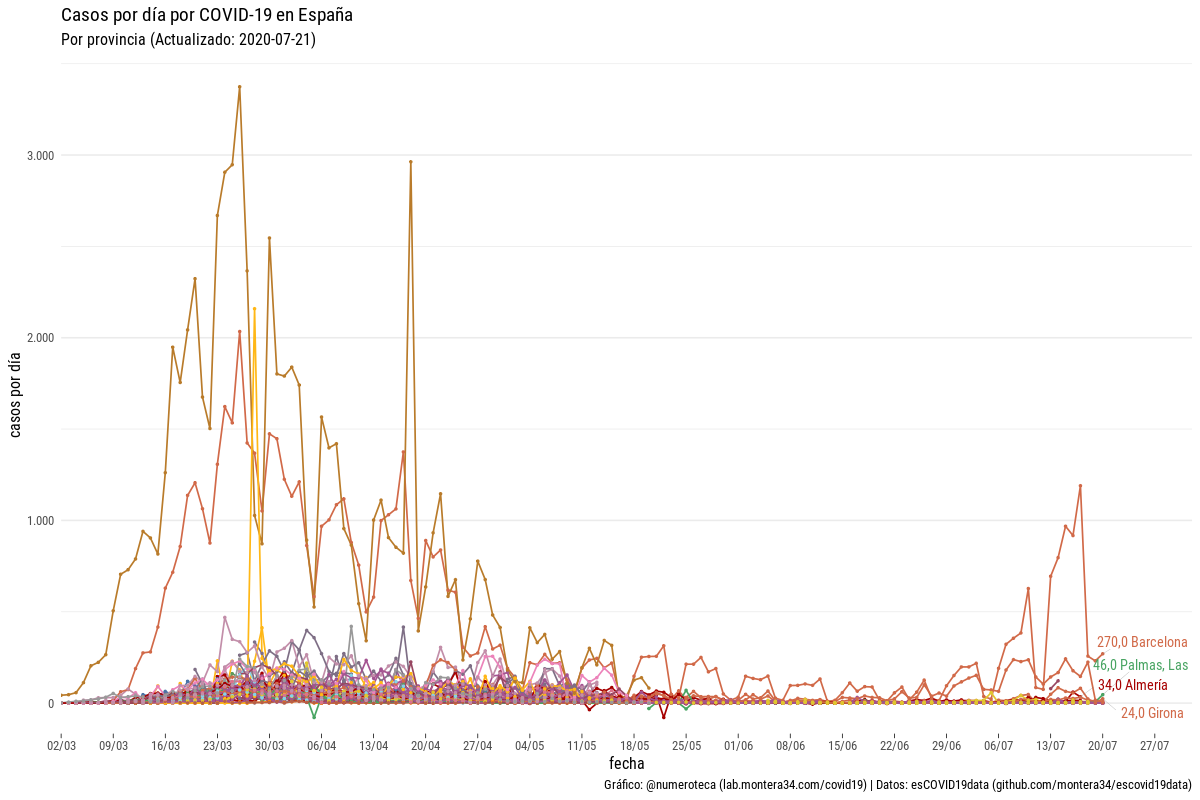 Casos por día por COVID-19 en España
Por provincia (Actualizado: 2020-07-21)
casos por día
3.000
2.000
1.000
0
270,0 Barcelona
46,0 Palmas, Las
34,0 Almería
24,0 Girona
02/03 09/03 16/03 23/03 30/03 06/04 13/04 20/04 27/04 04/05 11/05 18/05 25/05 01/06 08/06 15/06 22/06 29/06 06/07 13/07 20/07 27/07
fecha
Gráfico: @numeroteca (lab.montera34.com/covid19) | Datos: esCOVID19data (github.com/montera34/escovid19data)